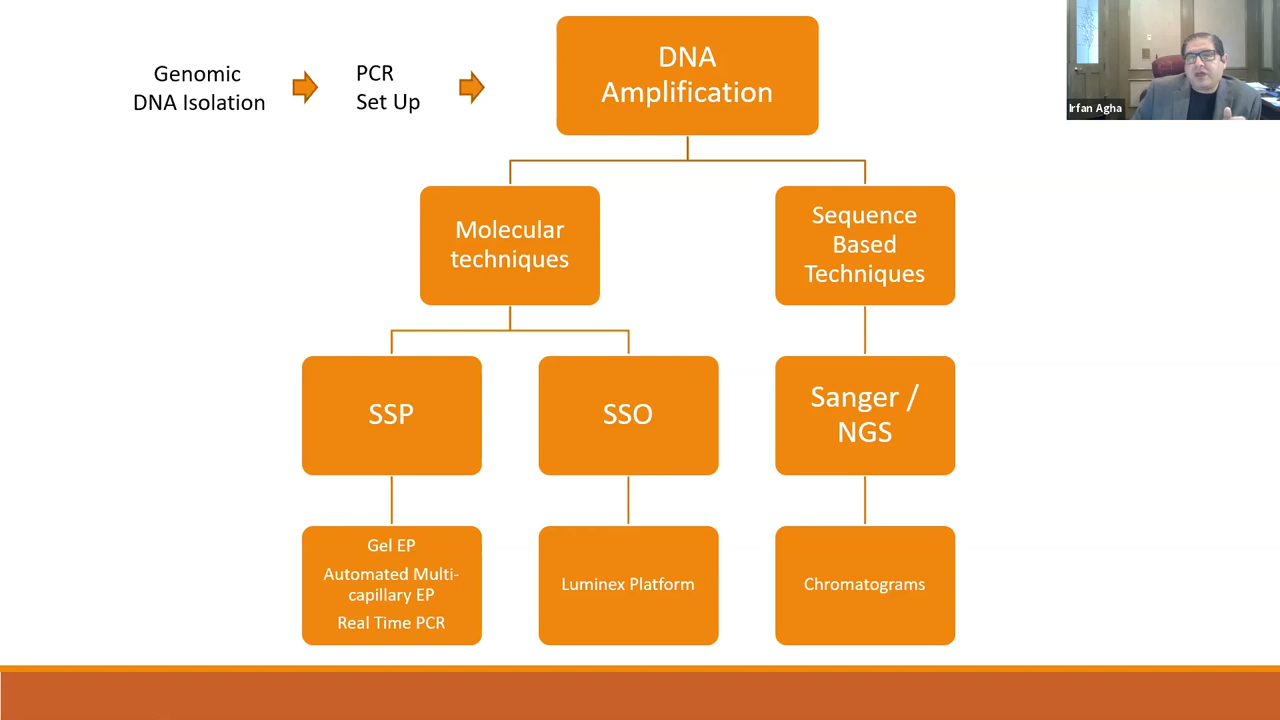 Genomic
DNA Isolation
PCR
Set Up
DNA
Amplification
Irfan Agha
Molecular
techniques
Sequence
Based
Techniques
SSP
SSO
Sanger /
NGS
Gel EP
Automated Multi-
capillary EP
Real Time PCR
Luminex Platform
Chromatograms